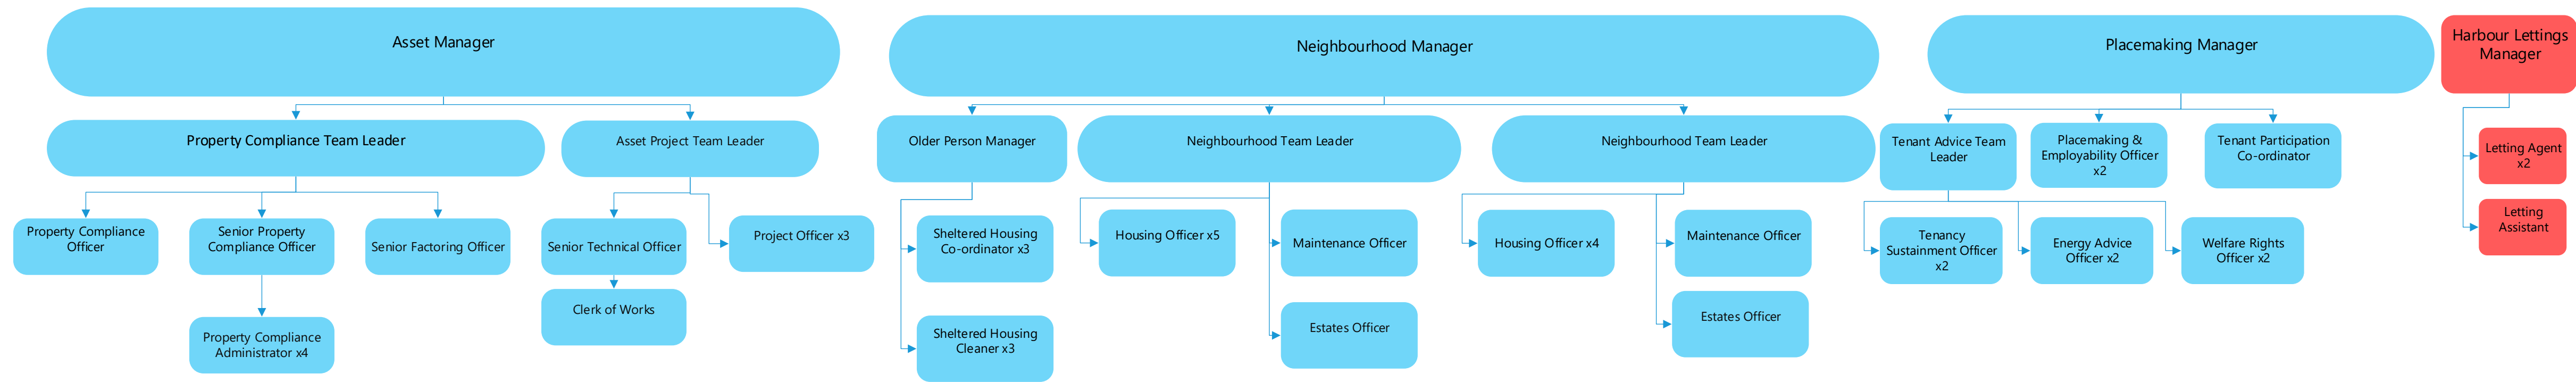 Asset Manager
Neighbourhood Manager
Placemaking Manager
Harbour Lettings
Manager
Property Compliance Team Leader
Asset Project Team Leader
Older Person Manager
Neighbourhood Team Leader
Neighbourhood Team Leader
Tenant Advice Team
Leader
Placemaking &
Employability Officer
x2
Tenant Participation
Co-ordinator
Letting Agent
x2
Letting
Assistant
Property Compliance
Officer
Senior Property
Compliance Officer
Senior Factoring Officer
Senior Technical Officer
Project Officer x3
Sheltered Housing
Co-ordinator x3
Housing Officer x5
Maintenance Officer
Housing Officer x4
Maintenance Officer
Tenancy
Sustainment Officer
x2
Energy Advice
Officer x2
Welfare Rights
Officer x2
Property Compliance
Administrator x4
Clerk of Works
Sheltered Housing
Cleaner x3
Estates Officer
Estates Officer